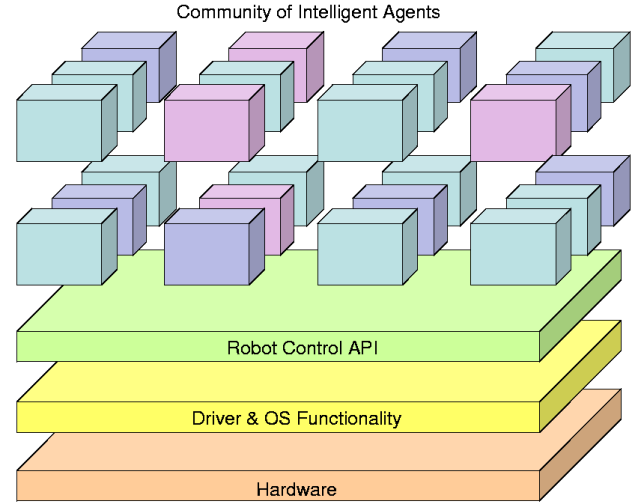 Community of Intelligent Agents
Robot Control API
Driver & OS Functionality
Hardware